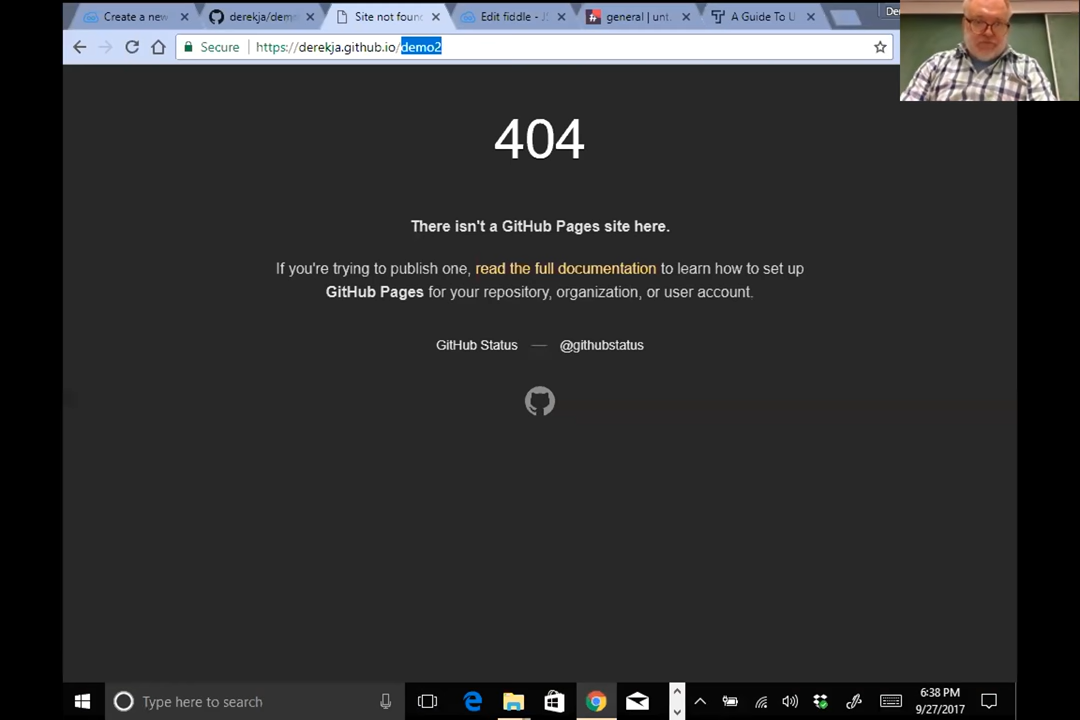 Create a new
derekja/dem
Site not foun
Edit fiddle - JS
general | unt
A Guide To U
De
Secure
https://derekja.github.io/demo2
404
There isn't a GitHub Pages site here.
If you're trying to publish one, read the full documentation to learn how to set up
GitHub Pages for your repository, organization, or user account.
GitHub Status — @githubstatus
Type here to search
6:38 PM
9/27/2017